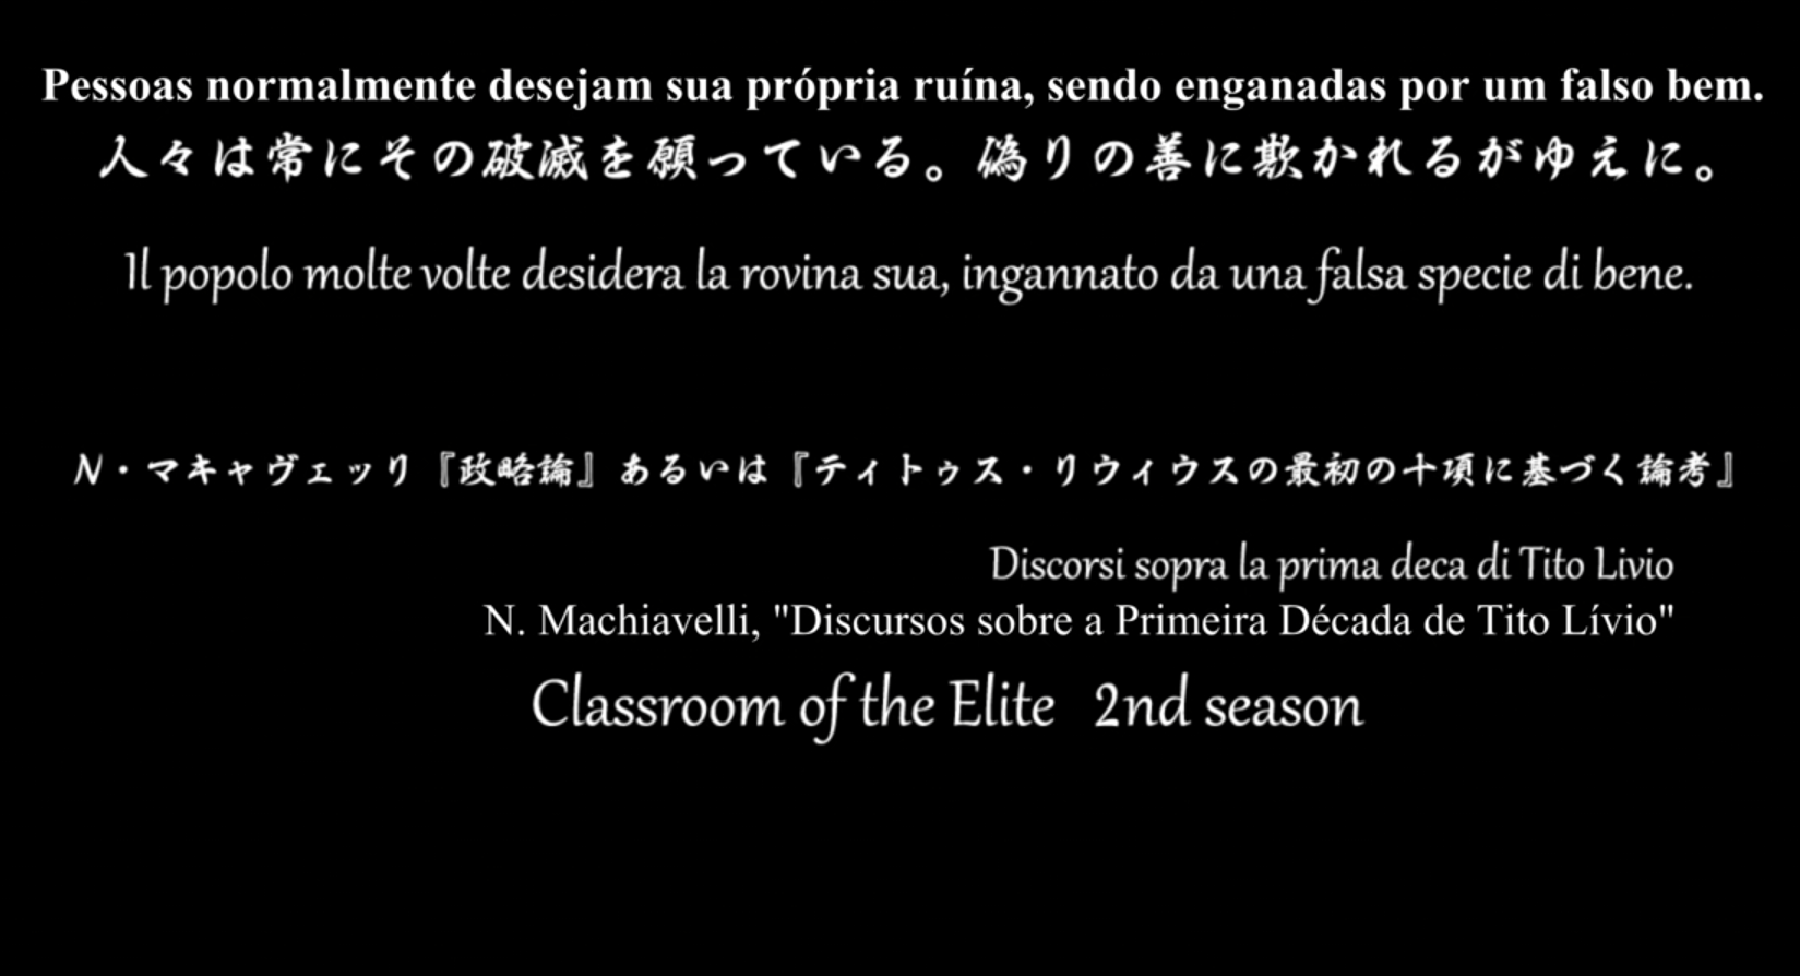 Pessoas normalmente desejam sua própria ruína, sendo enganadas por um falso bem.
人々は常にその破滅を願っている。偽りの善に欺かれるがゆえに。
Il popolo molte volte desidera la rovina sua, ingannato da una falsa specie di bene.
N・マキャヴェッリ『政略論』あるいは『ティトゥス・リウィウスの最初の十項に基づく論考』
Discorsi sopra la prima deca di Tito Livio
N. Machiavelli, "Discursos sobre a Primeira Década de Tito Lívio"
Classroom of the Elite 2nd season